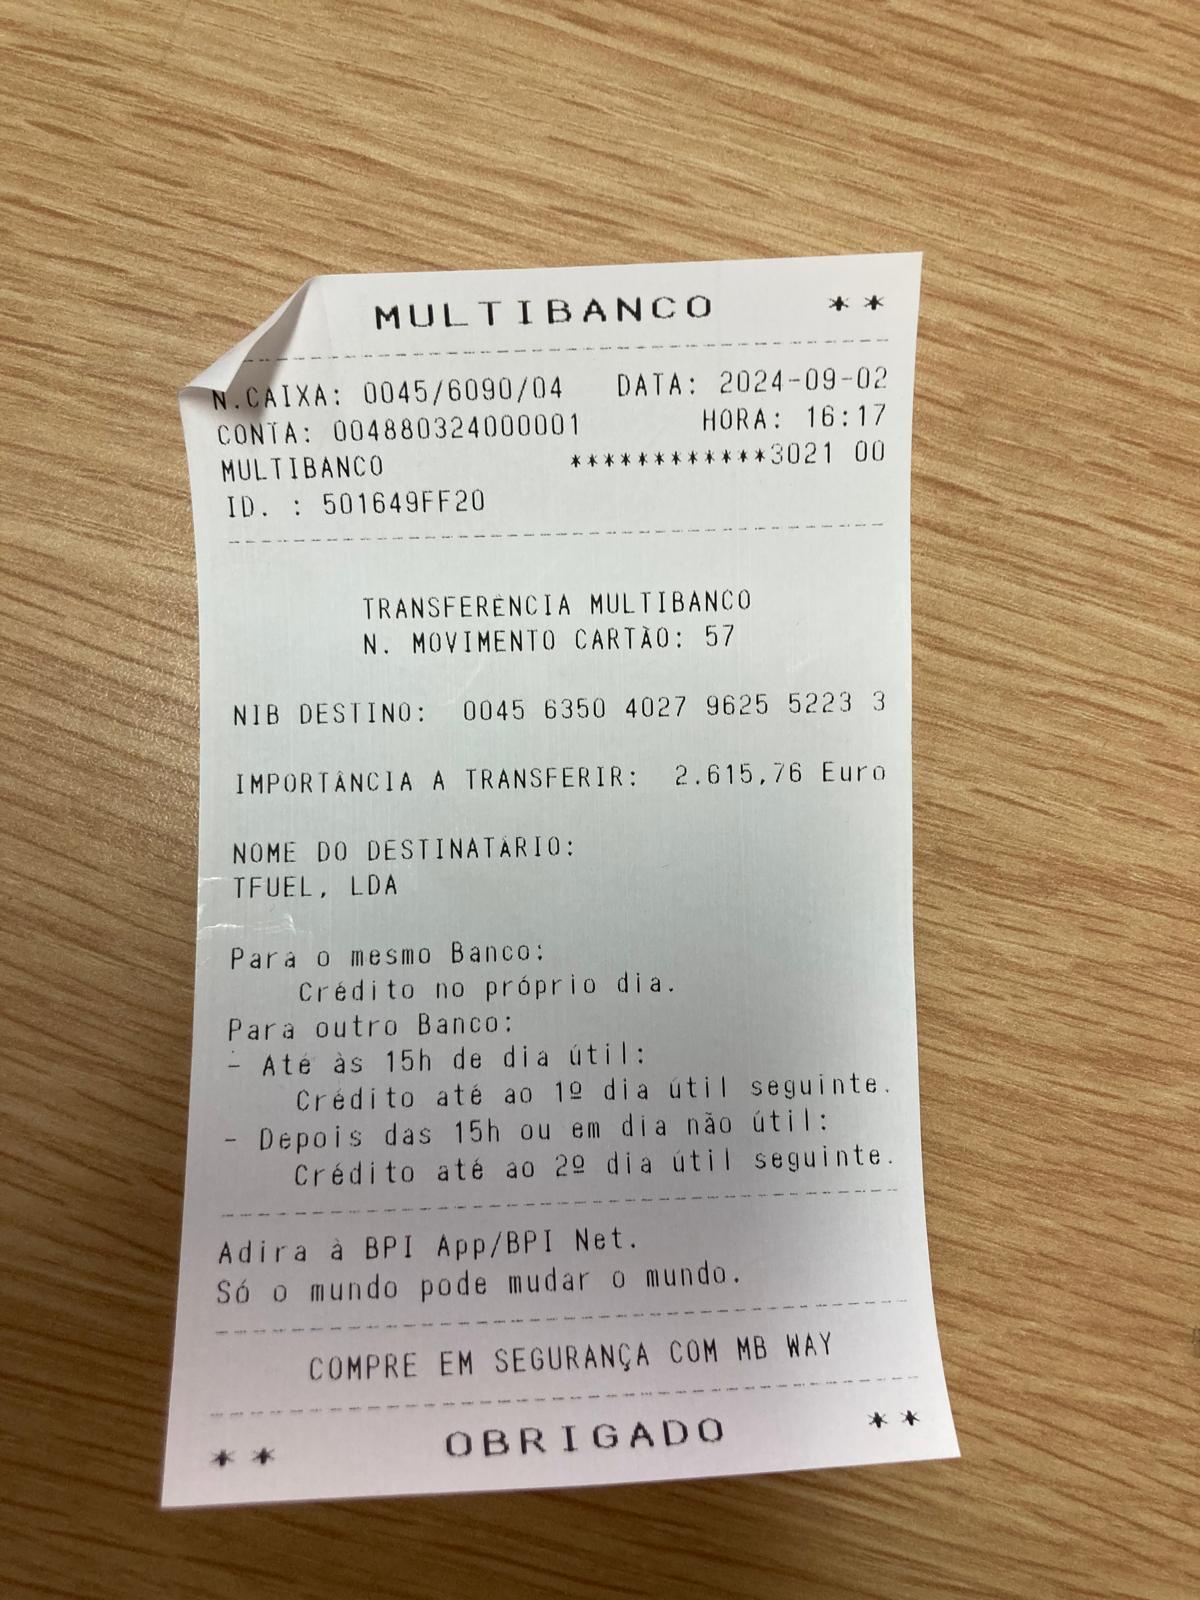 MULTIBANCO **
N.CAIXA: 0045/6090/04 DATA: 2024-09-02
CONTA: 004880324000001 HORA: 16:17
MULTIBANCO ************3021 00
ID. : 501649FF20
TRANSFERÊNCIA MULTIBANCO
N. MOVIMENTO CARTÃO: 57
NIB DESTINO: 0045 6350 4027 9625 5223 3
IMPORTÂNCIA A TRANSFERIR: 2.615,76 Euro
NOME DO DESTINATÁRIO:
TFUEL, LDA
Para o mesmo Banco:
Crédito no próprio dia.
Para outro Banco:
- Até às 15h de dia útil:
Crédito até ao 1º dia útil seguinte.
- Depois das 15h ou em dia não útil:
Crédito até ao 2º dia útil seguinte.
Adira à BPI App/BPI Net.
Só o mundo pode mudar o mundo.
COMPRE EM SEGURANÇA COM MB WAY
** OBRIGADO **